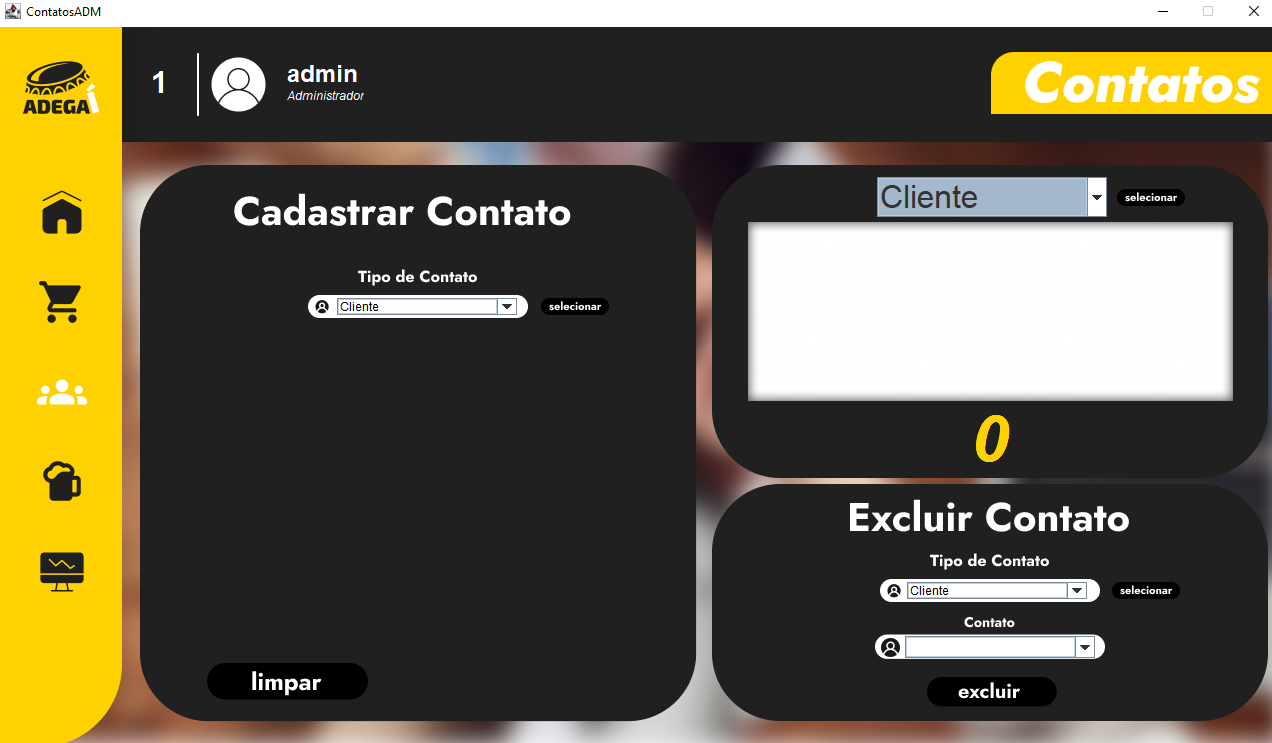 ContatosADM
ADEGAÍ
1
admin
Administrador
Contatos
Cadastrar Contato
Tipo de Contato
Cliente
selecionar
limpar
Cliente
selecionar
0
Excluir Contato
Tipo de Contato
Cliente
selecionar
Contato
excluir